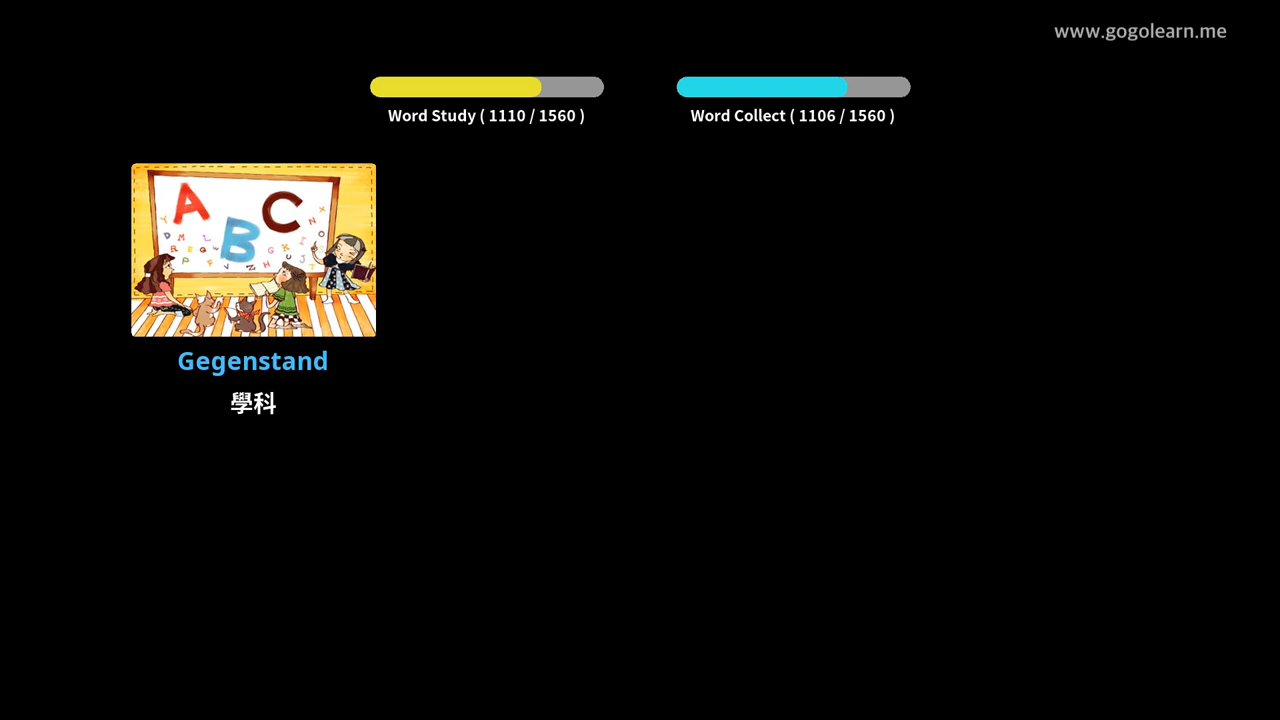 www.gogolearn.me
Word Study ( 1110 / 1560 )
Word Collect ( 1106 / 1560 )
A
B
C
Gegenstand
學科